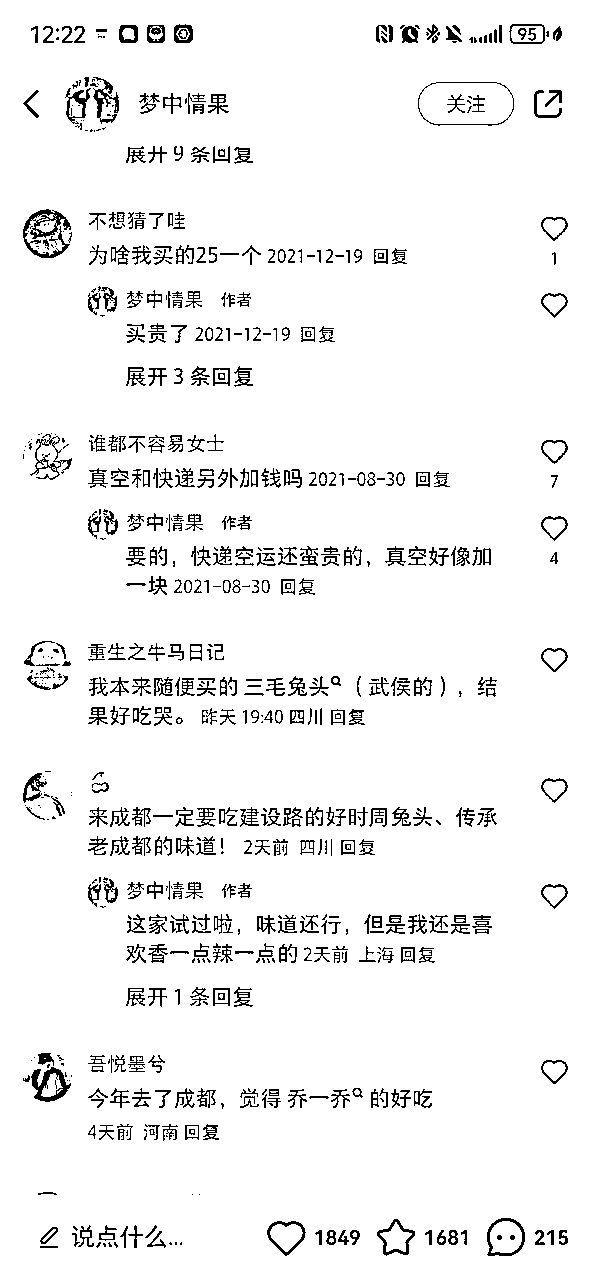 12:22
95
梦中情果
关注
展开 9 条回复
不想猜了哇
为啥我买的25一个 2021-12-19 回复
1
梦中情果 作者
买贵了 2021-12-19 回复
展开 3 条回复
谁都不容易女士
真空和快递另外加钱吗 2021-08-30 回复
7
梦中情果 作者
要的，快递空运还蛮贵的，真空好像加
一块 2021-08-30 回复
4
重生之牛马日记
我本来随便买的 三毛兔头（武侯的），结
果好吃哭。 昨天 19:40 四川 回复
🍒
来成都一定要吃建设路的好时周兔头、传承
老成都的味道！ 2天前 四川 回复
梦中情果 作者
这家试过啦，味道还行，但是我还是喜
欢香一点辣一点的 2天前 上海 回复
展开 1 条回复
吾悦墨兮
今年去了成都，觉得 乔一乔 的好吃
4天前 河南 回复
说点什么... 1849 1681 215